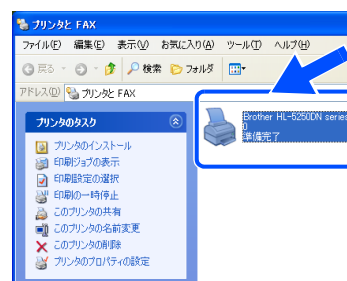 プリンタと FAX
ファイル(F) 編集(E) 表示(V) お気に入り(A) ツール(T) ヘルプ(H)
戻る 検索 フォルダ
アドレス(D) プリンタと FAX
プリンタのタスク
プリンタのインストール
印刷ジョブの表示
印刷設定の選択
印刷の一時停止
このプリンタの共有
このプリンタの名前変更
このプリンタの削除
プリンタのプロパティの設定
Brother HL-5250DN series
0
準備完了